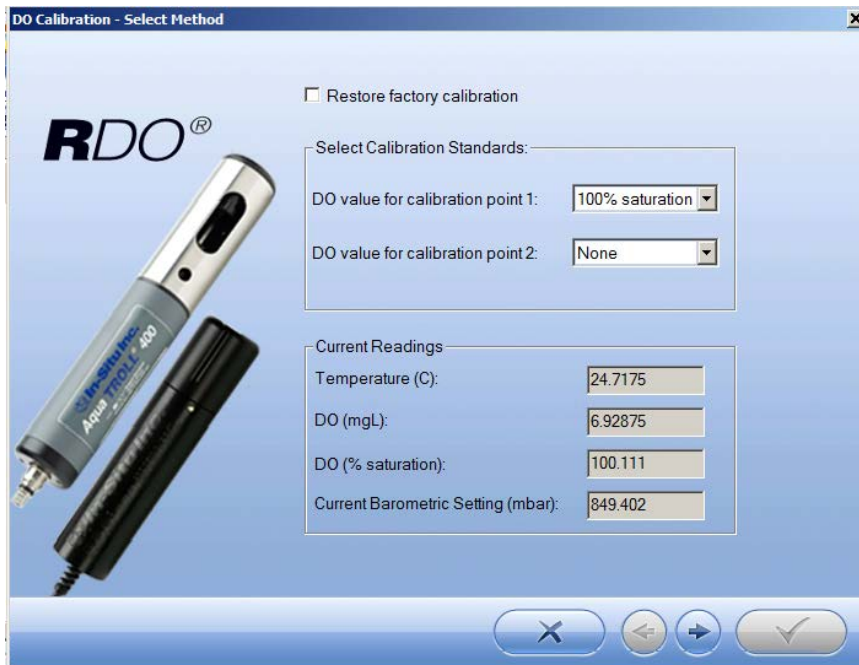 DO Calibration - Select Method
Restore factory calibration
RDO®
Select Calibration Standards:
DO value for calibration point 1: 100% saturation
DO value for calibration point 2: None
In-Situ Inc.
Aqua TROLL® 400
Current Readings
Temperature (C): 24.7175
DO (mgL): 6.92875
DO (% saturation): 100.111
Current Barometric Setting (mbar): 849.402